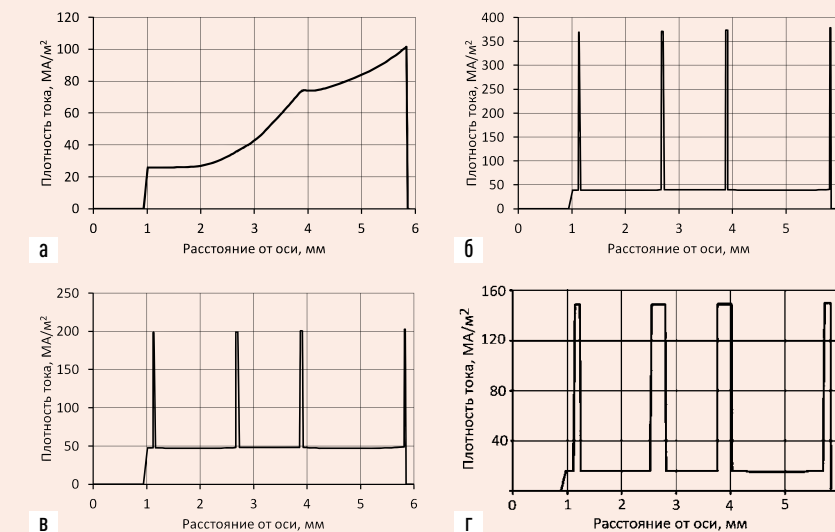 120
100
80
60
40
20
0
0 1 2 3 4 5 6
Плотность тока, МА/м²
Расстояние от оси, мм
а
400
350
300
250
200
150
100
50
0
0 1 2 3 4 5
Плотность тока, МА/м²
Расстояние от оси, мм
б
250
200
150
100
50
0
0 1 2 3 4 5 6
Плотность тока, МА/м²
Расстояние от оси, мм
в
160
120
80
40
0 1 2 3 4 5
Плотность тока, МА/м²
Расстояние от оси, мм
г